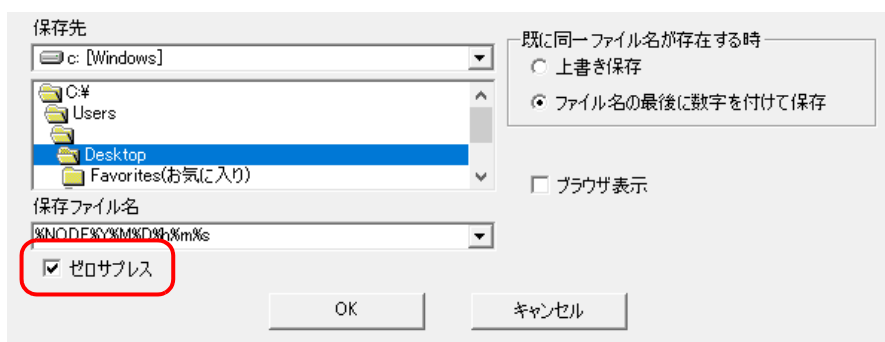 保存先
c: [Windows]
C:¥
Users
Desktop
Favorites(お気に入り)
保存ファイル名
%NODE%Y%M%D%h%m%s
ゼロサプレス
既に同一ファイル名が存在する時
上書き保存
ファイル名の最後に数字を付けて保存
ブラウザ表示
OK
キャンセル